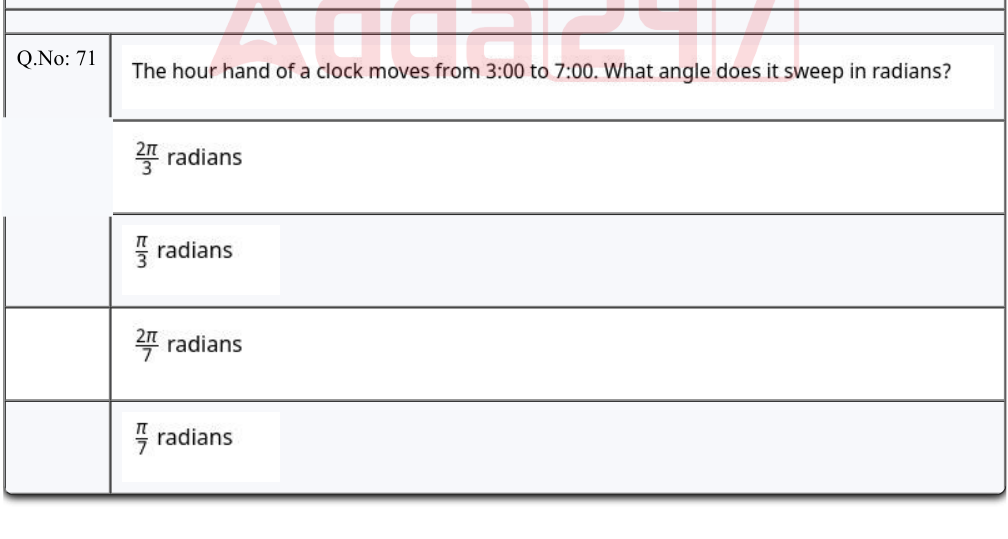 Adda247
Q.No: 71
The hour hand of a clock moves from 3:00 to 7:00. What angle does it sweep in radians?
2π/3 radians
π/3 radians
2π/7 radians
π/7 radians